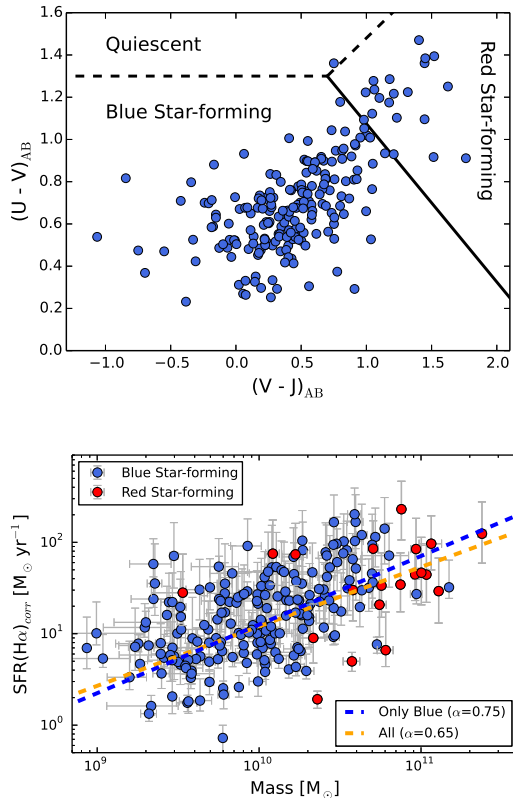 1.6
1.4
1.2
1.0
0.8
0.6
0.4
0.2
0.0
(U - V)AB
Quiescent
Blue Star-forming
Red Star-forming
−1.0 −0.5 0.0 0.5 1.0 1.5 2.0
(V - J)AB
Blue Star-forming
Red Star-forming
10²
10¹
10⁰
SFR(Hα)corr [M⊙ yr⁻¹]
Only Blue (α=0.75)
All (α=0.65)
10⁹ 10¹⁰ 10¹¹
Mass [M⊙]